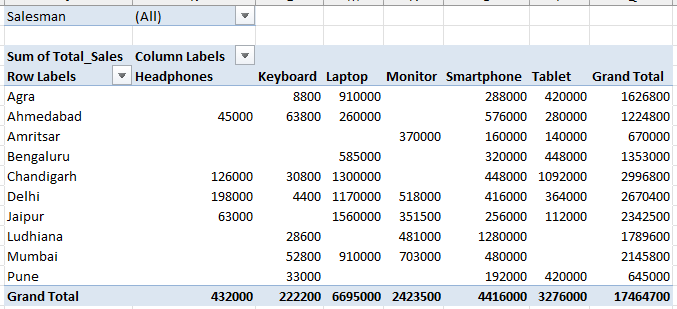 Salesman (All)
Sum of Total_Sales Column Labels
Row Labels Headphones Keyboard Laptop Monitor Smartphone Tablet Grand Total
Agra 8800 910000 288000 420000 1626800
Ahmedabad 45000 63800 260000 576000 280000 1224800
Amritsar 370000 160000 140000 670000
Bengaluru 585000 320000 448000 1353000
Chandigarh 126000 30800 1300000 448000 1092000 2996800
Delhi 198000 4400 1170000 518000 416000 364000 2670400
Jaipur 63000 1560000 351500 256000 112000 2342500
Ludhiana 28600 481000 1280000 1789600
Mumbai 52800 910000 703000 480000 2145800
Pune 33000 192000 420000 645000
Grand Total 432000 222200 6695000 2423500 4416000 3276000 17464700